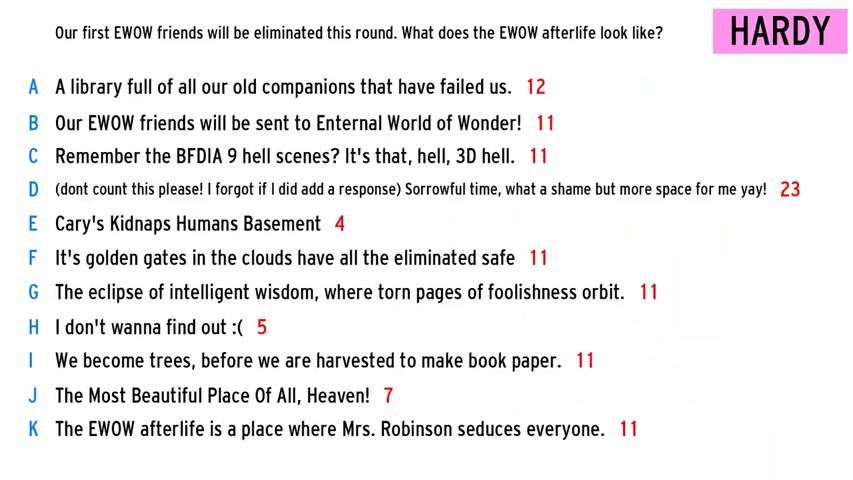 Our first EWOW friends will be eliminated this round. What does the EWOW afterlife look like?
HARDY
A A library full of all our old companions that have failed us. 12
B Our EWOW friends will be sent to Enternal World of Wonder! 11
C Remember the BFDIA 9 hell scenes? It's that, hell, 3D hell. 11
D (dont count this please! I forgot if I did add a response) Sorrowful time, what a shame but more space for me yay! 23
E Cary's Kidnaps Humans Basement 4
F It's golden gates in the clouds have all the eliminated safe 11
G The eclipse of intelligent wisdom, where torn pages of foolishness orbit. 11
H I don't wanna find out :( 5
I We become trees, before we are harvested to make book paper. 11
J The Most Beautiful Place Of All, Heaven! 7
K The EWOW afterlife is a place where Mrs. Robinson seduces everyone. 11